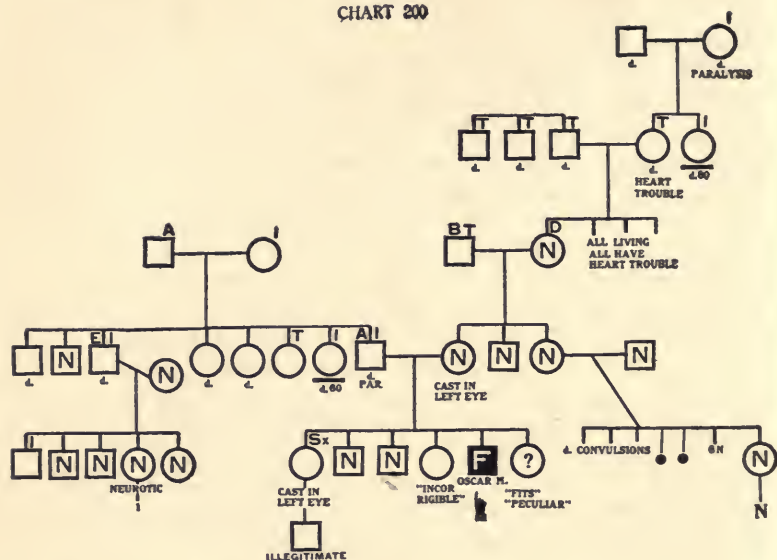 CHART 200
I
d.
d.
PARALYSIS
T T T T I
d. d. d. d. d.60
HEART
TROUBLE
A I B T N D
ALL LIVING
ALL HAVE
HEART TROUBLE
N E I N T I A I N N N N
d. d. d. d. d.60 d.
PAR
CAST IN
LEFT EYE
I N N N N Sx N N F ? d. CONVULSIONS 6N N
NEUROTIC
CAST IN
LEFT EYE
"INCOR
RIGIBLE"
OSCAR M.
"FITS"
"PECULIAR"
N
ILLEGITIMATE